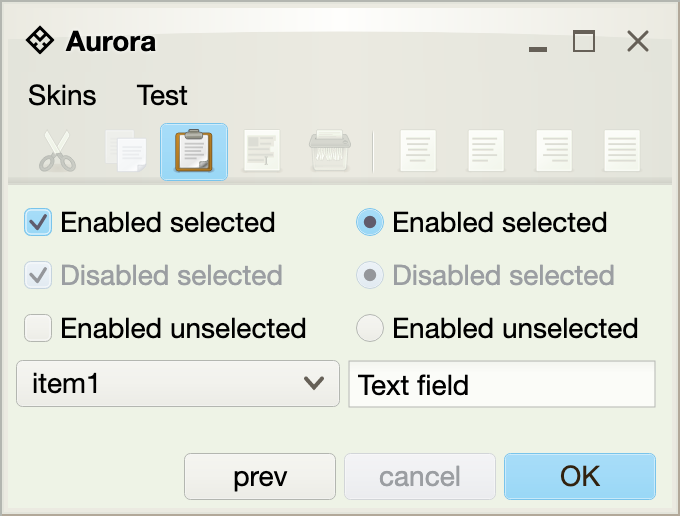 Aurora
Skins Test
Enabled selected Enabled selected
Disabled selected Disabled selected
Enabled unselected Enabled unselected
item1 Text field
prev cancel OK